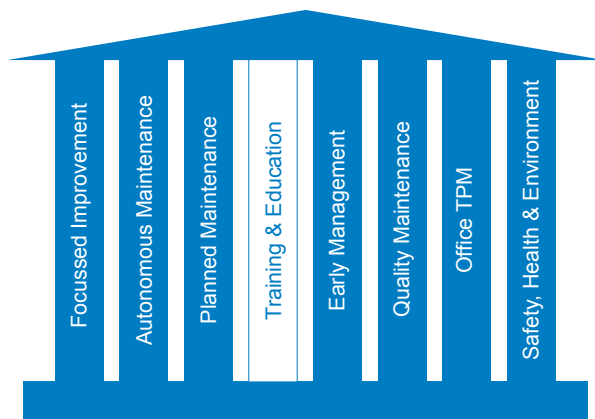 Focussed Improvement
Autonomous Maintenance
Planned Maintenance
Training & Education
Early Management
Quality Maintenance
Office TPM
Safety, Health & Environment